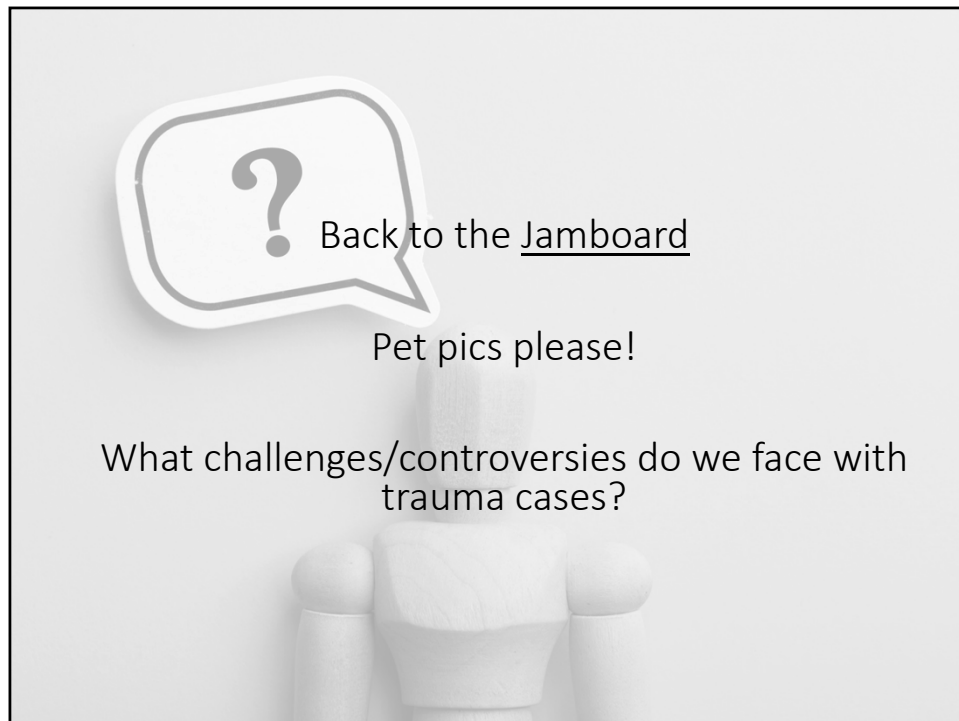 ?
Back to the Jamboard
Pet pics please!
What challenges/controversies do we face with
trauma cases?